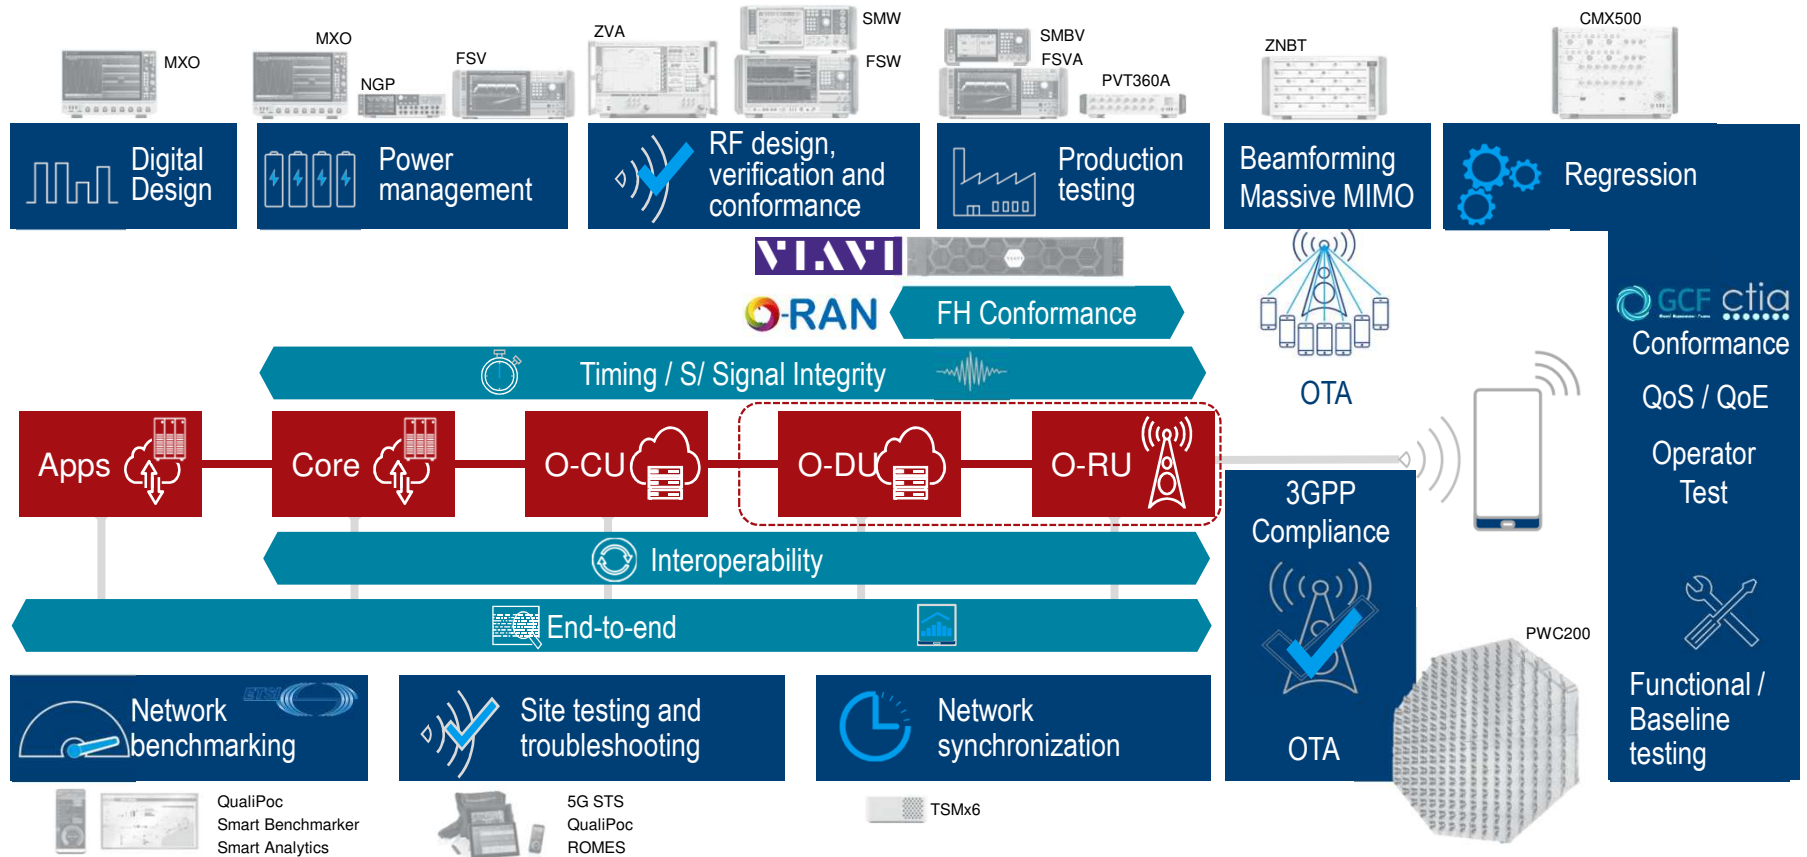 MXO
MXO
NGP
FSV
ZVA
SMW
FSW
SMBV
FSVA
PVT360A
ZNBT
CMX500
Digital
Design
Power
management
RF design,
verification and
conformance
Production
testing
Beamforming
Massive MIMO
Regression
VIAVI
O-RAN
FH Conformance
GCF
ctia
Conformance
Timing / S/ Signal Integrity
OTA
QoS / QoE
Apps
Core
O-CU
O-DU
O-RU
Operator
Test
3GPP
Compliance
Interoperability
End-to-end
PWC200
ETSI
Network
benchmarking
Site testing and
troubleshooting
Network
synchronization
OTA
Functional /
Baseline
testing
QualiPoc
Smart Benchmarker
Smart Analytics
5G STS
QualiPoc
ROMES
TSMx6